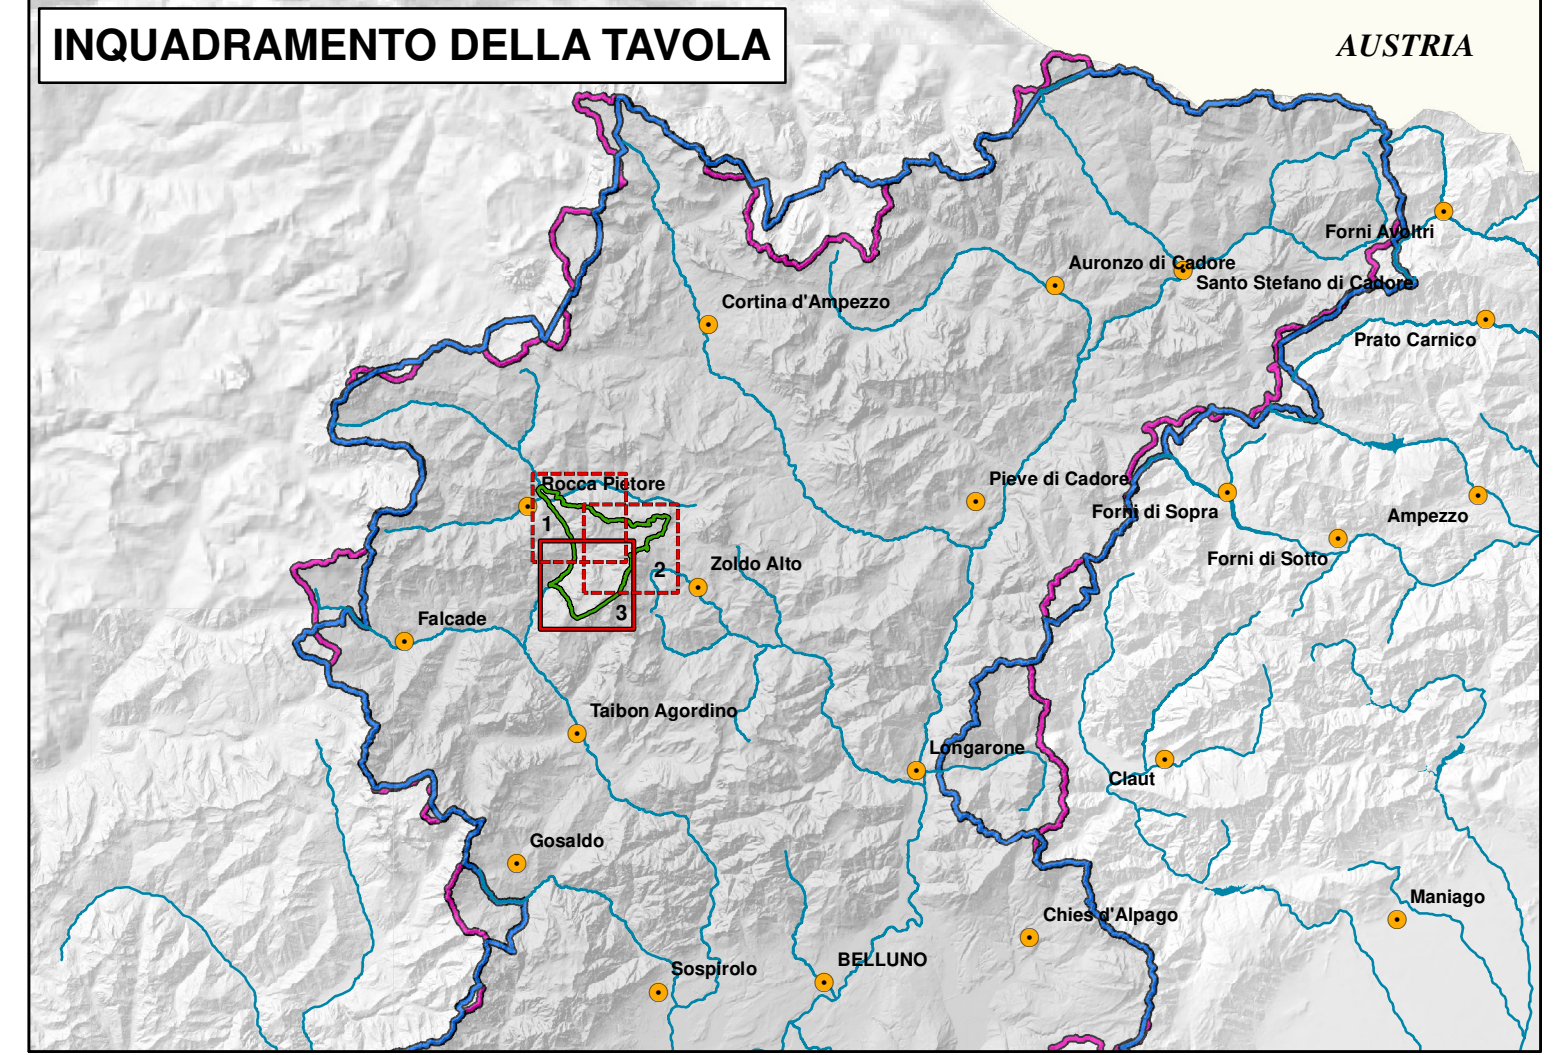 INQUADRAMENTO DELLA TAVOLA
AUSTRIA
Forni Avoltri
Auronzo di Cadore
Santo Stefano di Cadore
Cortina d'Ampezzo
Prato Carnico
Rocca Pietore
Pieve di Cadore
Forni di Sopra
Ampezzo
1
Forni di Sotto
Zoldo Alto
2
3
Falcade
Taibon Agordino
Longarone
Claut
Gosaldo
Maniago
Chies d'Alpago
BELLUNO
Sospirolo